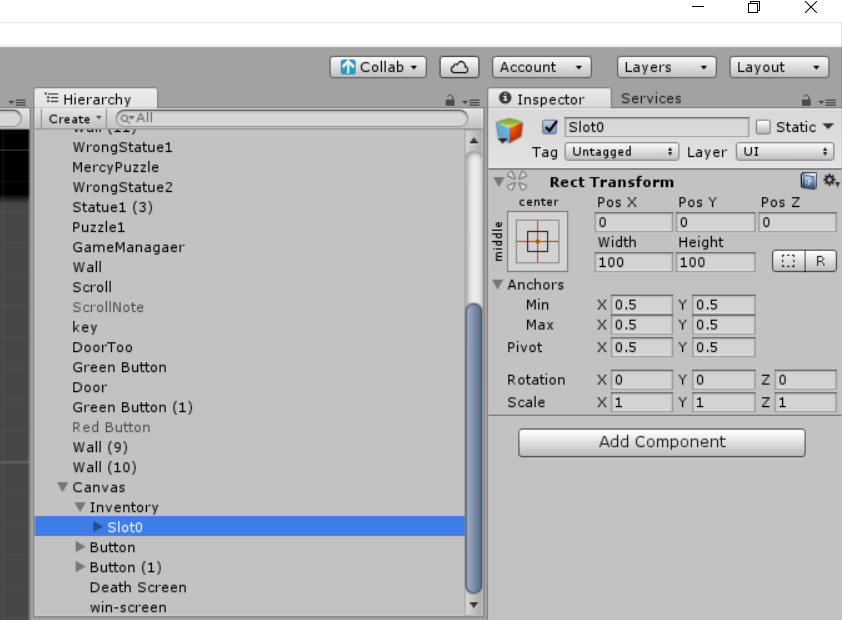 Collab
Account
Layers
Layout
Hierarchy
Create
All
Wall (11)
WrongStatue1
MercyPuzzle
WrongStatue2
Statue1 (3)
Puzzle1
GameManagaer
Wall
Scroll
ScrollNote
key
DoorToo
Green Button
Door
Green Button (1)
Red Button
Wall (9)
Wall (10)
Canvas
Inventory
Slot0
Button
Button (1)
Death Screen
win-screen
Inspector Services
Slot0 Static
Tag Untagged Layer UI
Rect Transform
center Pos X Pos Y Pos Z
middle
0 0 0
Width Height
100 100 R
Anchors
Min X 0.5 Y 0.5
Max X 0.5 Y 0.5
Pivot X 0.5 Y 0.5
Rotation X 0 Y 0 Z 0
Scale X 1 Y 1 Z 1
Add Component